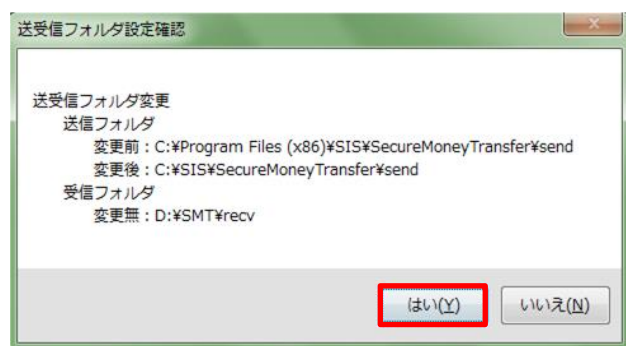 送受信フォルダ設定確認
送受信フォルダ変更
送信フォルダ
変更前：C:¥Program Files (x86)¥SIS¥SecureMoneyTransfer¥send
変更後：C:¥SIS¥SecureMoneyTransfer¥send
受信フォルダ
変更無：D:¥SMT¥recv
はい(Y) いいえ(N)